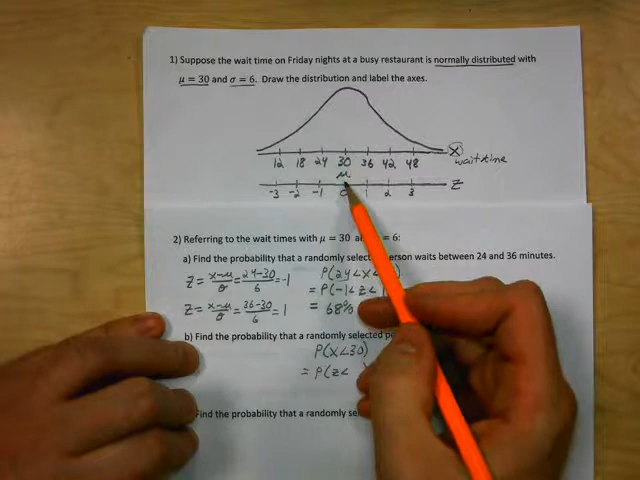 1) Suppose the wait time on Friday nights at a busy restaurant is normally distributed with
μ = 30 and σ = 6. Draw the distribution and label the axes.
12 18 24 30 36 42 48 X
wait time
μ
-3 -2 -1 0 1 2 3 Z
2) Referring to the wait times with μ = 30 = 6:
a) Find the probability that a randomly selected person waits between 24 and 36 minutes.
Z = x-μ/σ = 24-30/6 = -1 P(24 < X <
= P(-1 < Z <
Z = x-μ/σ = 36-30/6 = 1 = 68%
b) Find the probability that a randomly selected
P(X < 30)
= P(Z <
Find the probability that a randomly